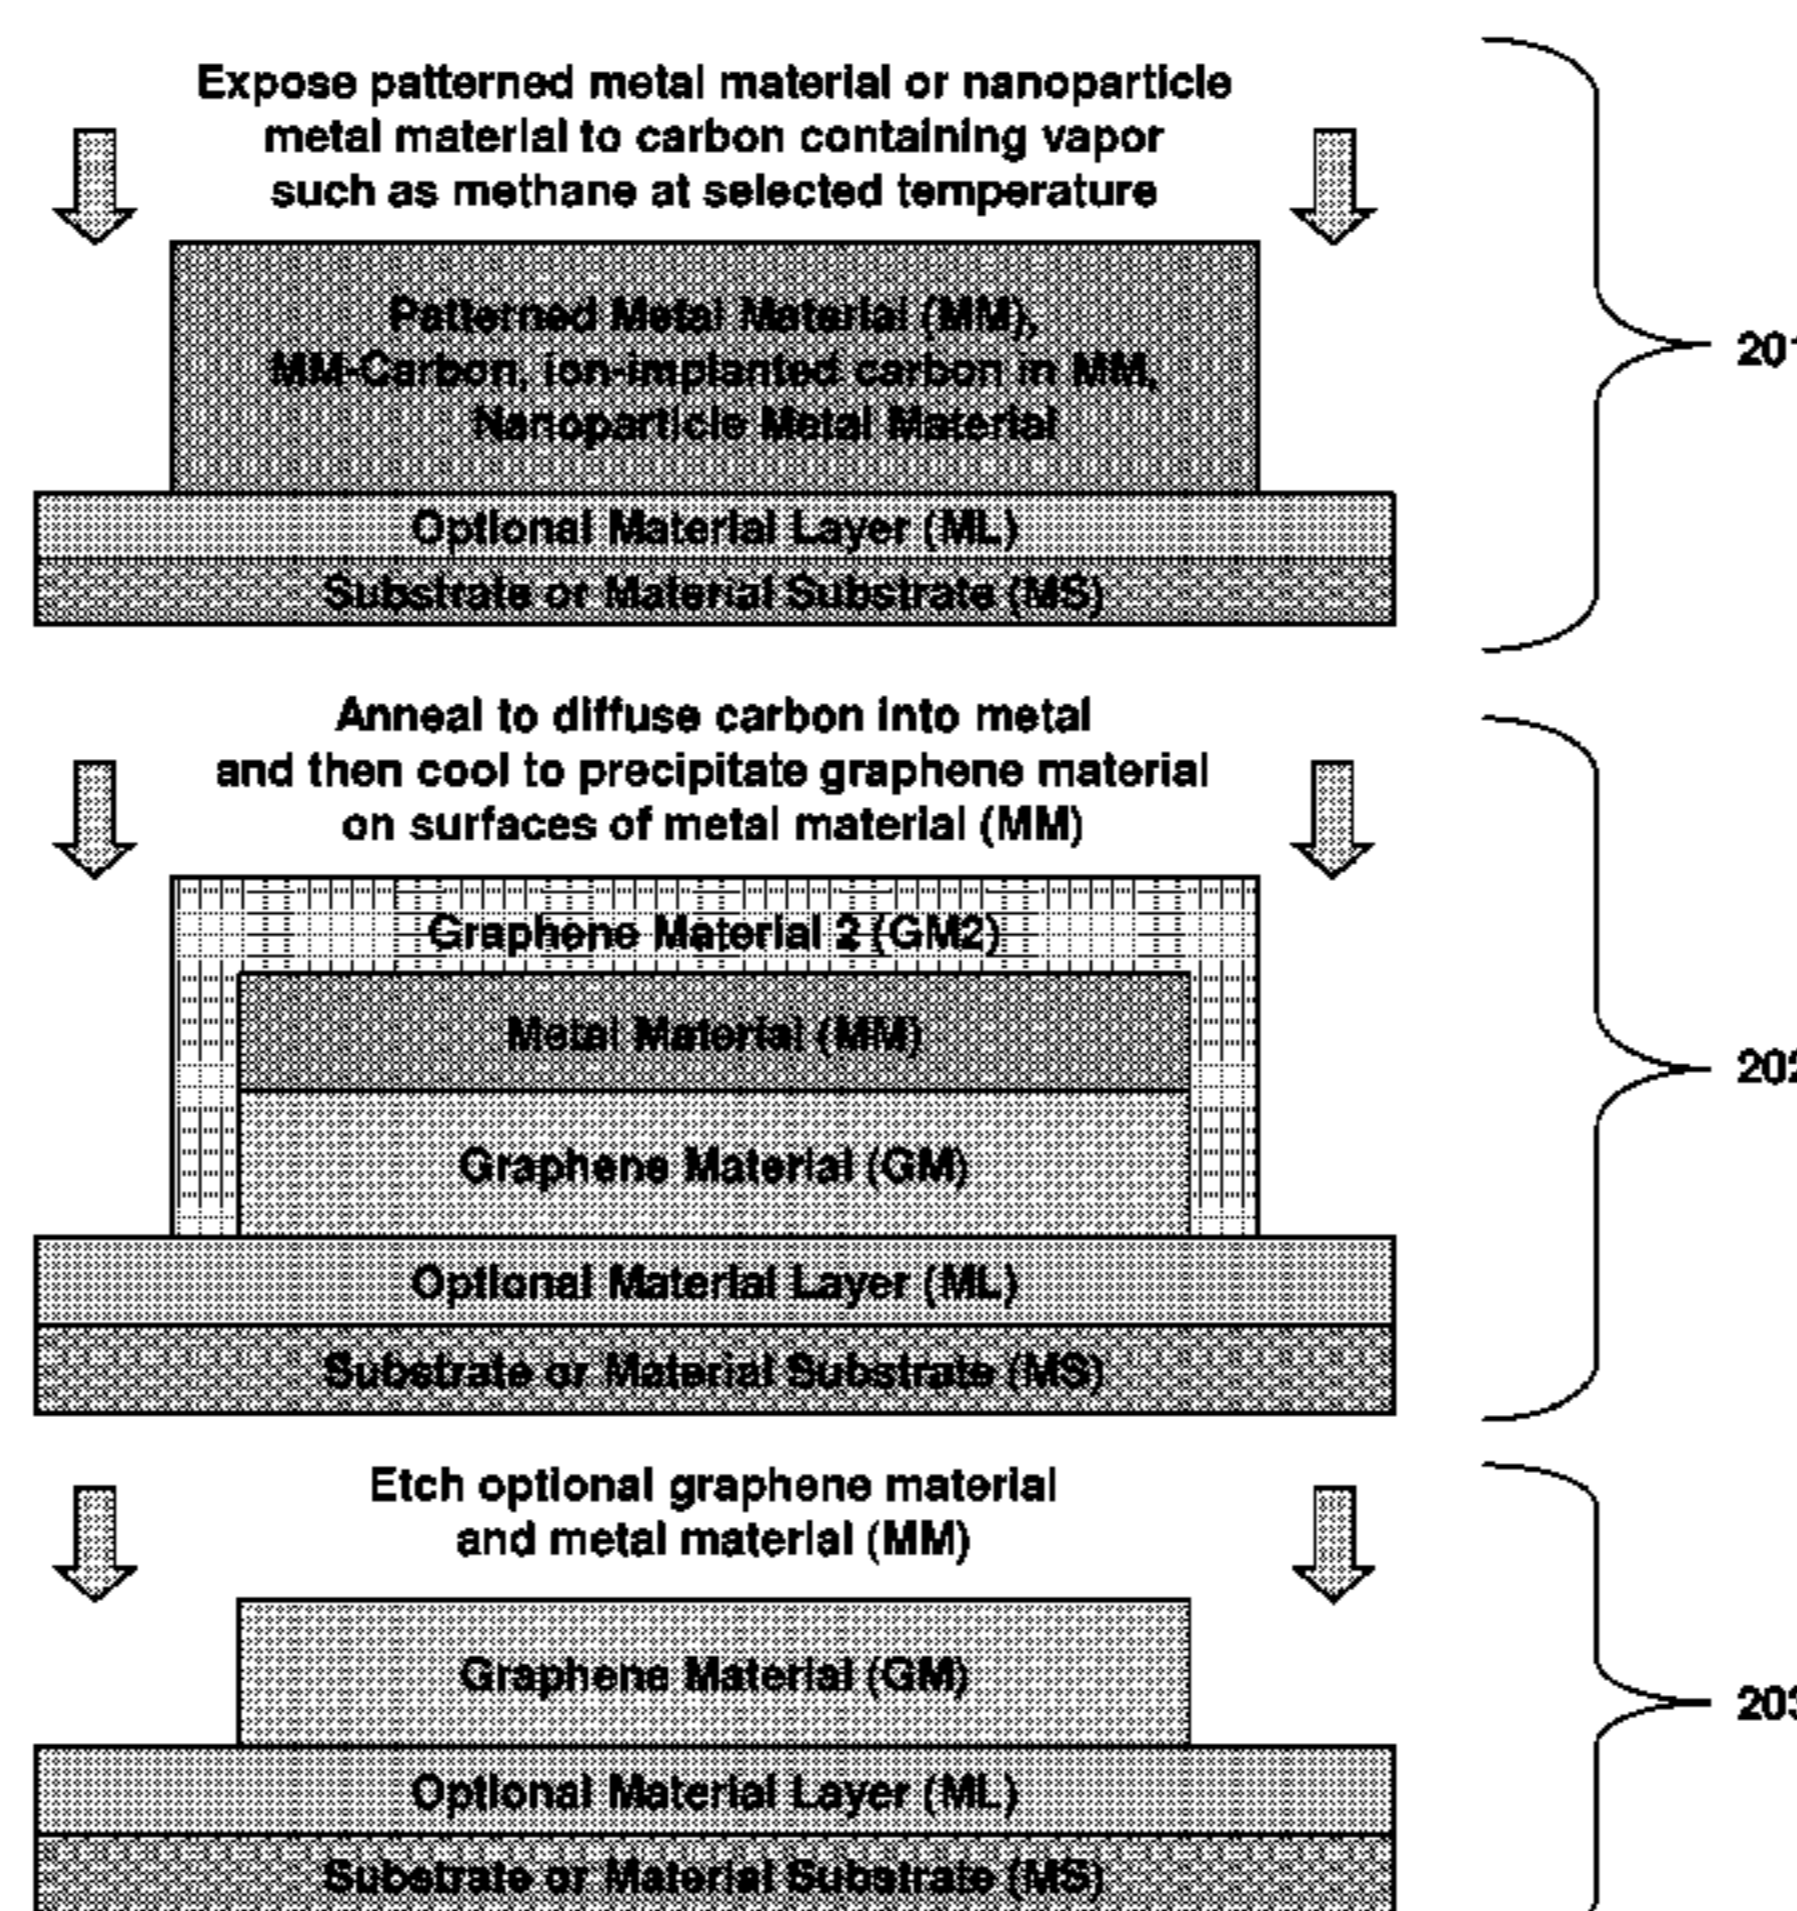 Expose patterned metal material or nanoparticle
metal material to carbon containing vapor
such as methane at selected temperature
Patterned Metal Material (MM),
MM-Carbon, ion-implanted carbon in MM,
Nanoparticle Metal Material
Optional Material Layer (ML)
Substrate or Material Substrate (MS)
201
Anneal to diffuse carbon into metal
and then cool to precipitate graphene material
on surfaces of metal material (MM)
Graphene Material 2 (GM2)
Metal Material (MM)
Graphene Material (GM)
Optional Material Layer (ML)
Substrate or Material Substrate (MS)
202
Etch optional graphene material
and metal material (MM)
Graphene Material (GM)
Optional Material Layer (ML)
Substrate or Material Substrate (MS)
203